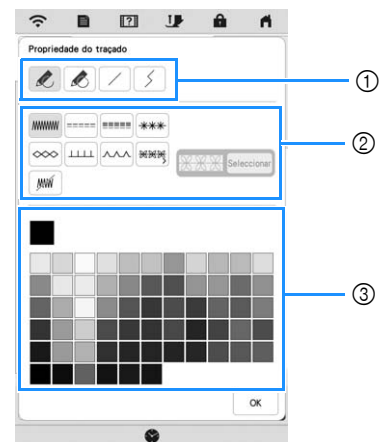 Propriedade do traçado
①
②
Seleccionar
③
OK